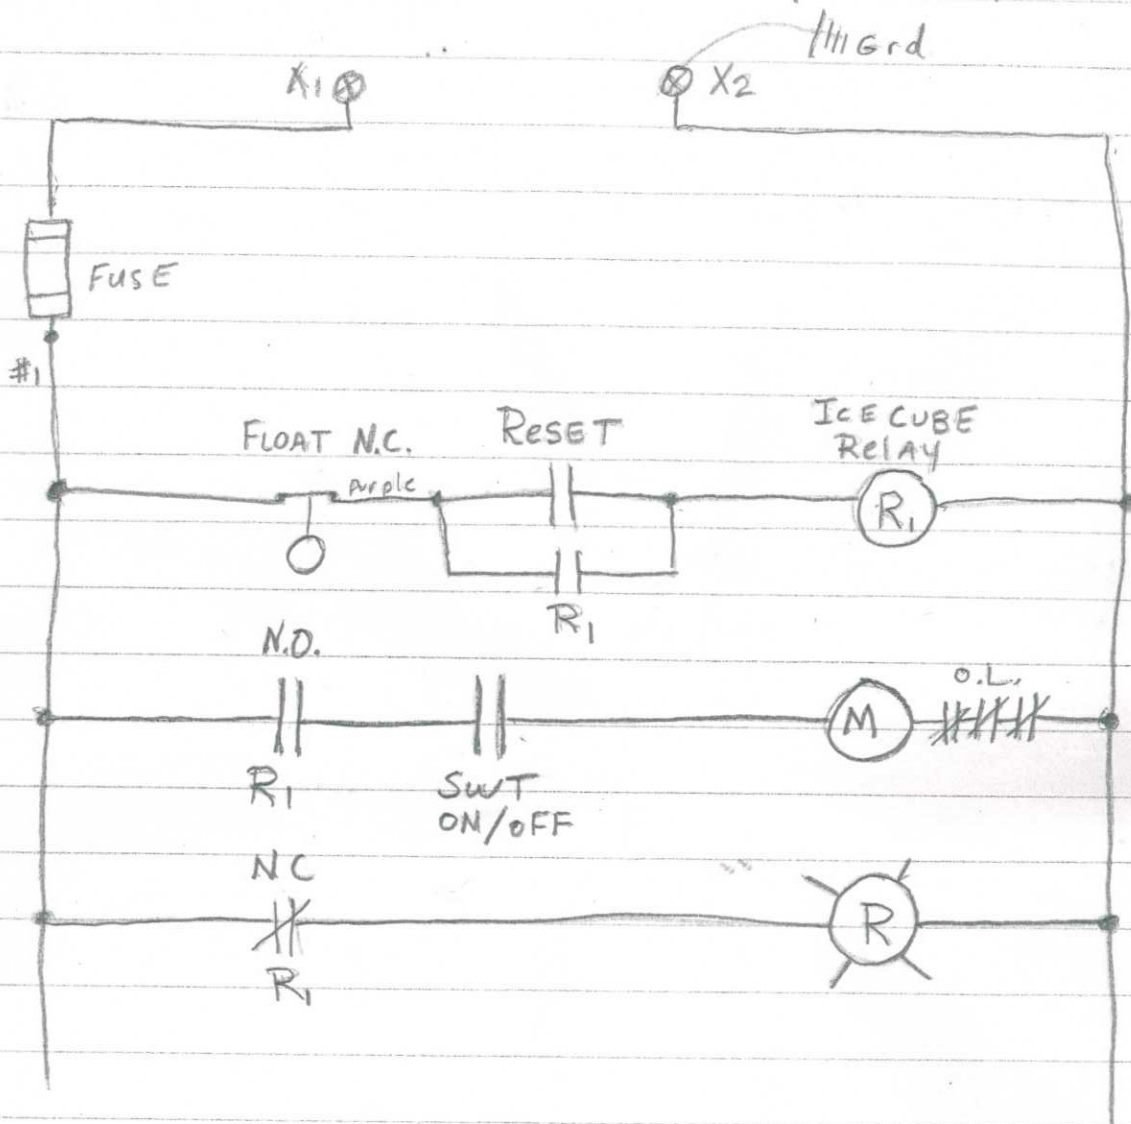 Grd
X1
X2
FUSE
#1
FLOAT N.C.
RESET
ICE CUBE
Relay
purple
R1
R1
N.O.
O.L.
M
R1
SWT
ON/OFF
NC
R
R1